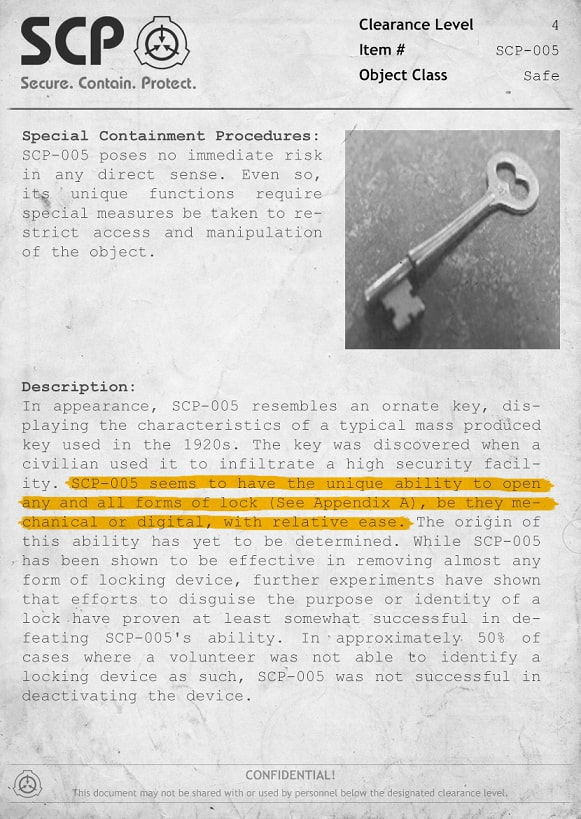 SCP
Secure. Contain. Protect.
Clearance Level 4
Item # SCP-005
Object Class Safe
Special Containment Procedures:
SCP-005 poses no immediate risk
in any direct sense. Even so,
its unique functions require
special measures be taken to re-
strict access and manipulation
of the object.
Description:
In appearance, SCP-005 resembles an ornate key, dis-
playing the characteristics of a typical mass produced
key used in the 1920s. The key was discovered when a
civilian used it to infiltrate a high security facil-
ity. SCP-005 seems to have the unique ability to open
any and all forms of lock (See Appendix A), be they me-
chanical or digital, with relative ease. The origin of
this ability has yet to be determined. While SCP-005
has been shown to be effective in removing almost any
form of locking device, further experiments have shown
that efforts to disguise the purpose or identity of a
lock have proven at least somewhat successful in de-
feating SCP-005's ability. In approximately 50% of
cases where a volunteer was not able to identify a
locking device as such, SCP-005 was not successful in
deactivating the device.
CONFIDENTIAL!
This document may not be shared with or used by personnel below the designated clearance level.